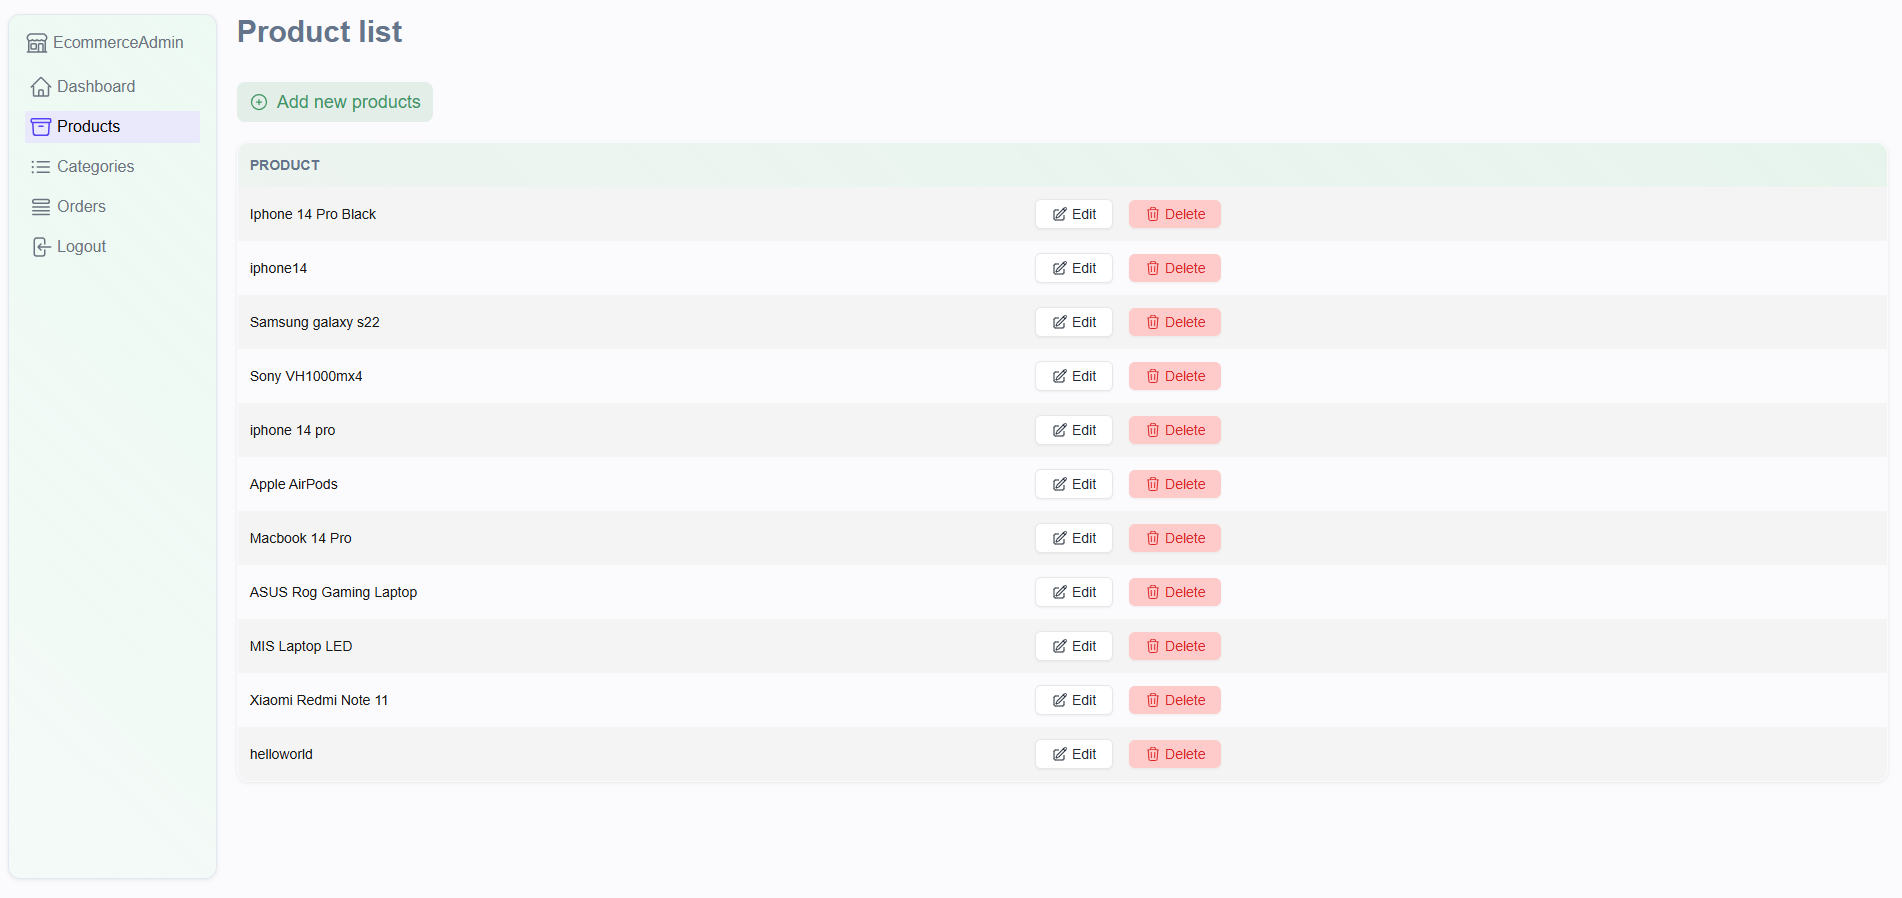 EcommerceAdmin
Dashboard
Products
Categories
Orders
Logout
Product list
Add new products
PRODUCT
Iphone 14 Pro Black Edit Delete
iphone14 Edit Delete
Samsung galaxy s22 Edit Delete
Sony VH1000mx4 Edit Delete
iphone 14 pro Edit Delete
Apple AirPods Edit Delete
Macbook 14 Pro Edit Delete
ASUS Rog Gaming Laptop Edit Delete
MIS Laptop LED Edit Delete
Xiaomi Redmi Note 11 Edit Delete
helloworld Edit Delete